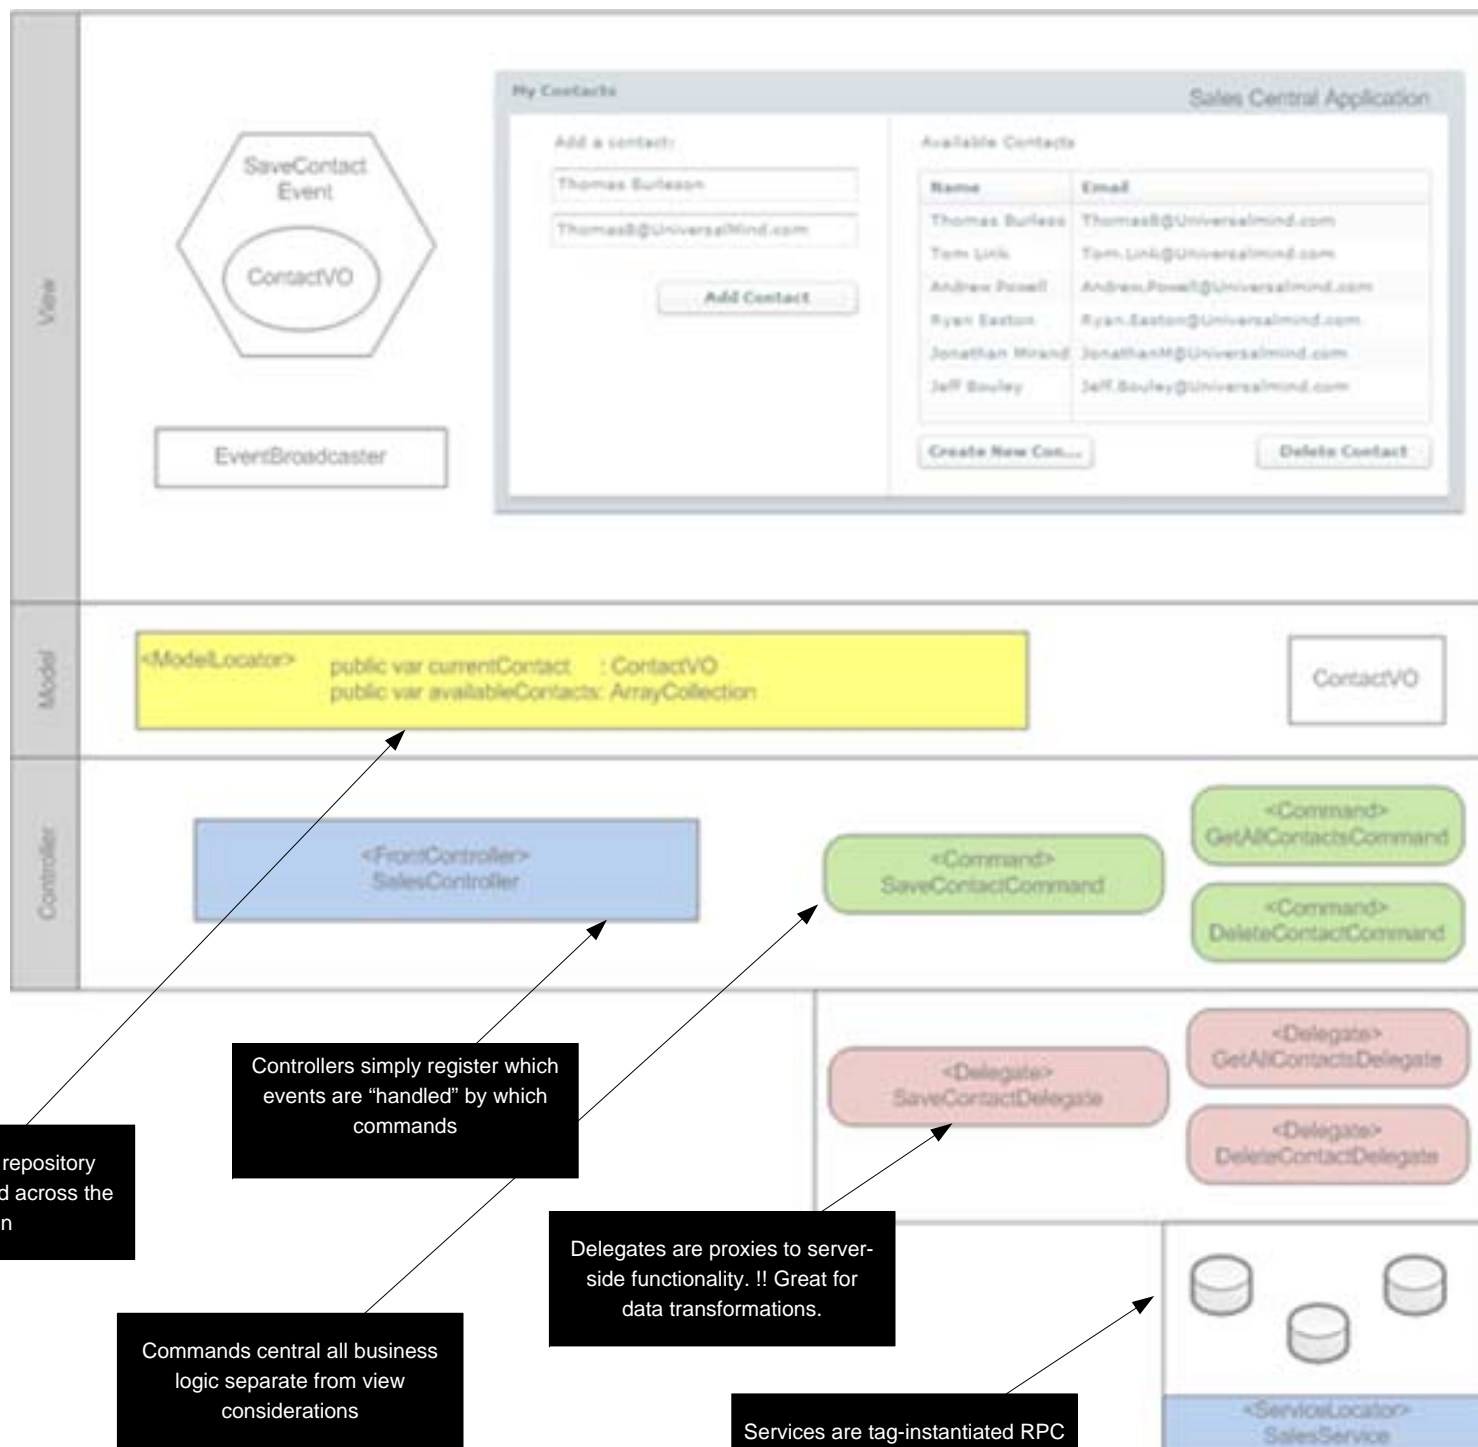 View
SaveContact
Event
ContactVO
EventBroadcaster
My Contacts
Sales Central Application
Add a contact:
Thomas Burleson
ThomasB@UniversalMind.com
Add Contact
Available Contacts
Name Email
Thomas Burleso ThomasB@Universalmind.com
Tom Link Tom.Link@Universalmind.com
Andrew Powell Andrew.Powell@Universalmind.com
Ryan Easton Ryan.Easton@Universalmind.com
Jonathan Mirand JonathanM@Universalmind.com
Jeff Bouley Jeff.Bouley@Universalmind.com
Create New Con...
Delete Contact
Model
<ModelLocator>
public var currentContact : ContactVO
public var availableContacts: ArrayCollection
ContactVO
Controller
<FrontController>
SalesController
<Command>
SaveContactCommand
<Command>
GetAllContactsCommand
<Command>
DeleteContactCommand
Controllers simply register which
events are “handled” by which
commands
<Delegate>
SaveContactDelegate
<Delegate>
GetAllContactsDelegate
<Delegate>
DeleteContactDelegate
repository
d across the
n
Delegates are proxies to server-
side functionality. !! Great for
data transformations.
Commands central all business
logic separate from view
considerations
Services are tag-instantiated RPC
<ServiceLocator>
SalesService